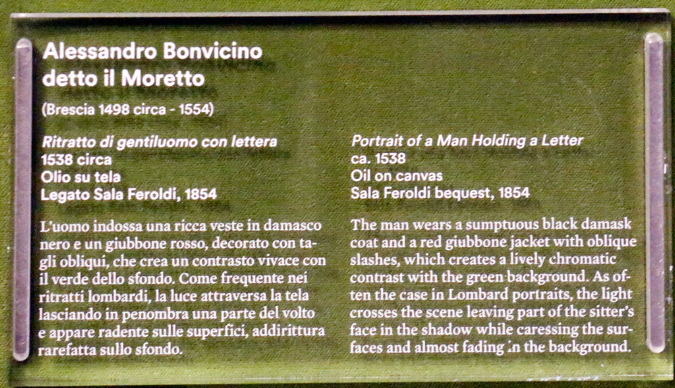 Alessandro Bonvicino
detto il Moretto
(Brescia 1498 circa - 1554)
Ritratto di gentiluomo con lettera
1538 circa
Olio su tela
Legato Sala Feroldi, 1854
L'uomo indossa una ricca veste in damasco
nero e un giubbone rosso, decorato con ta-
gli obliqui, che crea un contrasto vivace con
il verde dello sfondo. Come frequente nei
ritratti lombardi, la luce attraversa la tela
lasciando in penombra una parte del volto
e appare radente sulle superfici, addirittura
rarefatta sullo sfondo.
Portrait of a Man Holding a Letter
ca. 1538
Oil on canvas
Sala Feroldi bequest, 1854
The man wears a sumptuous black damask
coat and a red giubbone jacket with oblique
slashes, which creates a lively chromatic
contrast with the green background. As of-
ten the case in Lombard portraits, the light
crosses the scene leaving part of the sitter's
face in the shadow while caressing the sur-
faces and almost fading in the background.